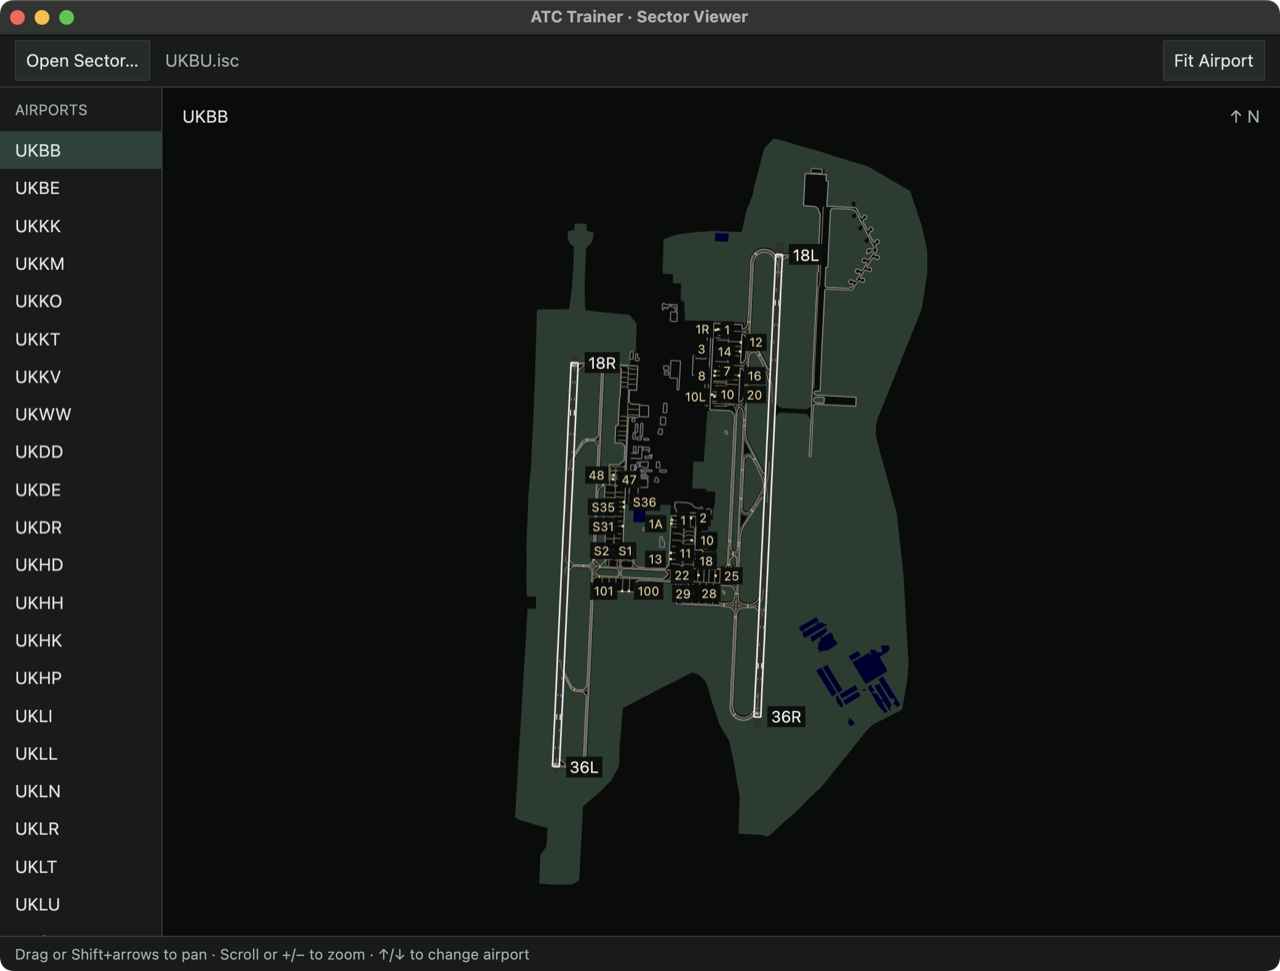 ATC Trainer · Sector Viewer
Open Sector...
UKBU.isc
Fit Airport
AIRPORTS
UKBB
UKBE
UKKK
UKKM
UKKO
UKKT
UKKV
UKWW
UKDD
UKDE
UKDR
UKHD
UKHH
UKHK
UKHP
UKLI
UKLL
UKLN
UKLR
UKLT
UKLU
UKBB
↑ N
18L
1R 1
12
3 14
8 7 16
10L 10 20
18R
48 47
S35 S36
S31 1A 1 2
10
S2 S1 13 11 18
22 25
101 100 29 28
36R
36L
Drag or Shift+arrows to pan · Scroll or +/− to zoom · ↑/↓ to change airport